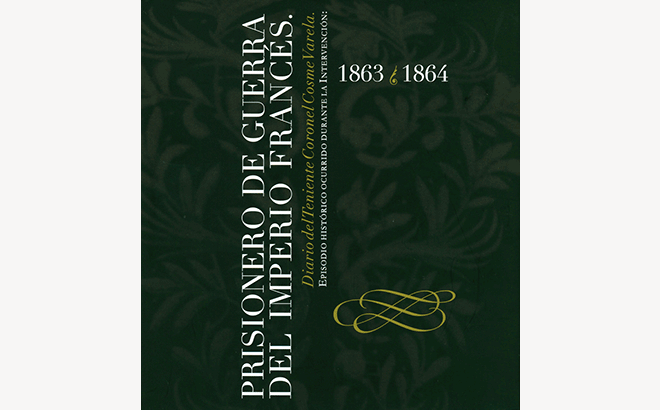 PRISIONERO DE GUERRA
DEL IMPERIO FRANCÉS.
Diario del Teniente Coronel Cosme Varela.
EPISODIO HISTÓRICO OCURRIDO DURANTE LA INTERVENCIÓN:
1863 1864